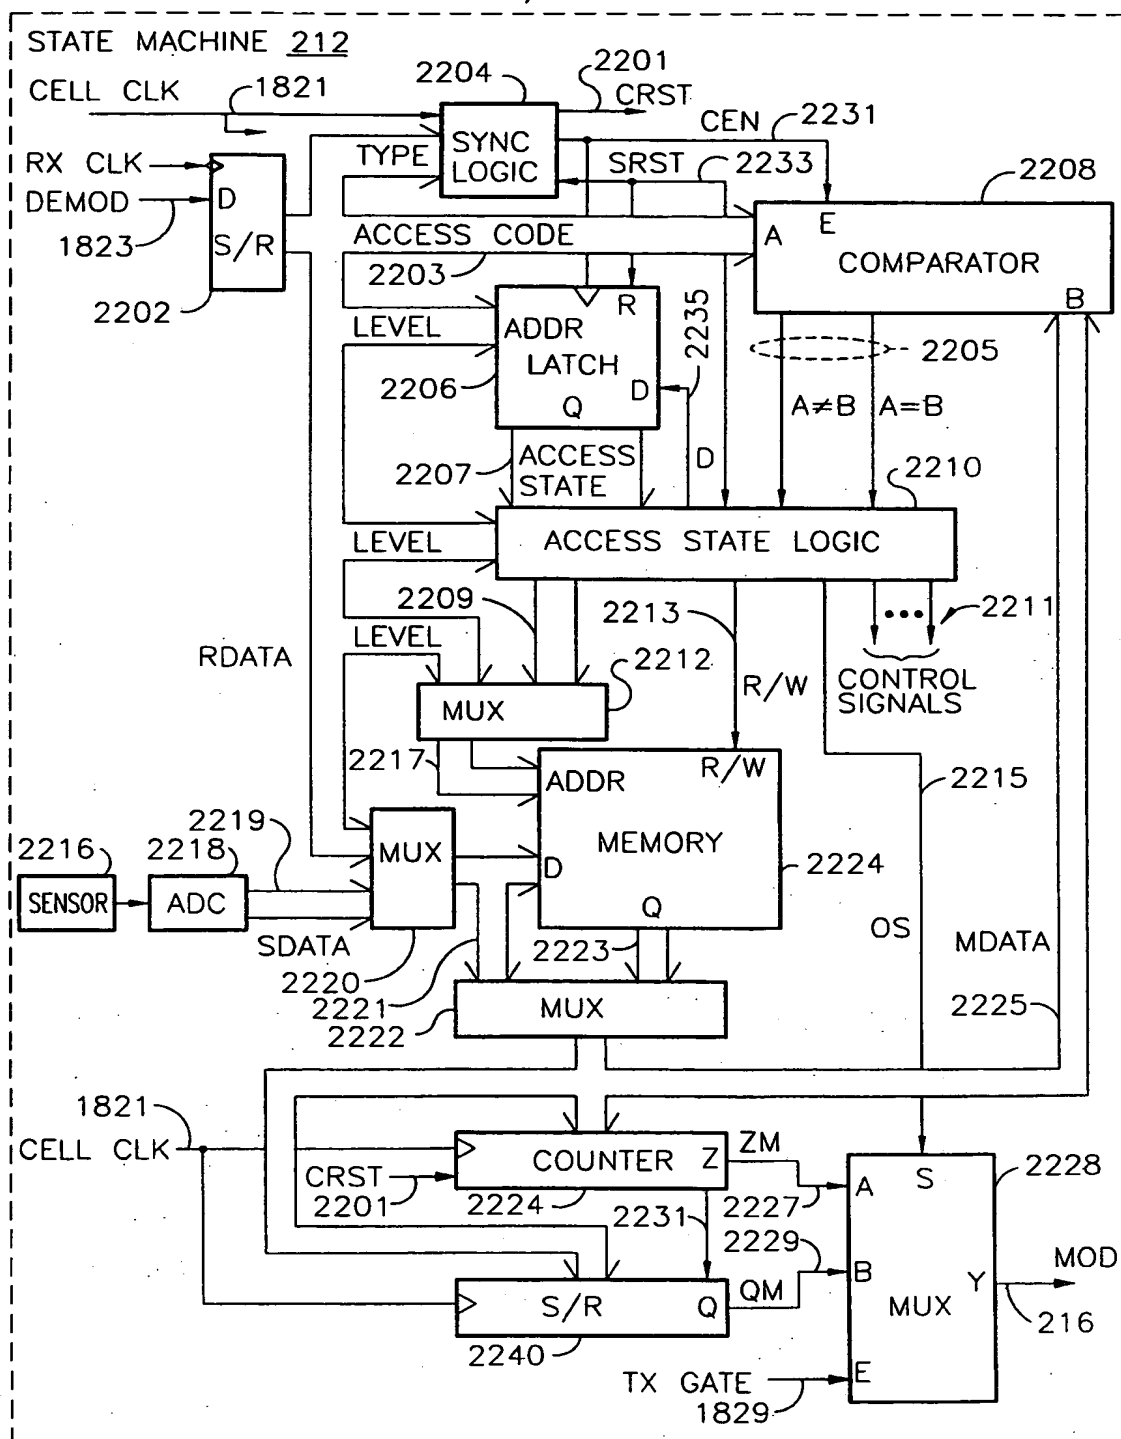 STATE MACHINE 212
CELL CLK
1821
2204
2201
CRST
SYNC
LOGIC
CEN
2231
TYPE
SRST
2233
RX CLK
DEMOD
1823
D
S/R
2202
2208
A
E
COMPARATOR
B
ACCESS CODE
2203
LEVEL
ADDR
R
LATCH
D
Q
2206
2235
2205
A≠B
A=B
2207
ACCESS
STATE
D
2210
ACCESS STATE LOGIC
LEVEL
2209
2213
2211
CONTROL
SIGNALS
LEVEL
RDATA
2212
MUX
R/W
2217
ADDR
R/W
MEMORY
D
Q
2224
2215
2219
2216
2218
SENSOR
ADC
MUX
SDATA
2220
2221
2222
2223
OS
MDATA
2225
MUX
1821
CELL CLK
CRST
2201
COUNTER
Z
ZM
2224
2231
2227
2229
S/R
Q
QM
2240
2228
A
S
B
Y
MUX
E
MOD
216
TX GATE
1829